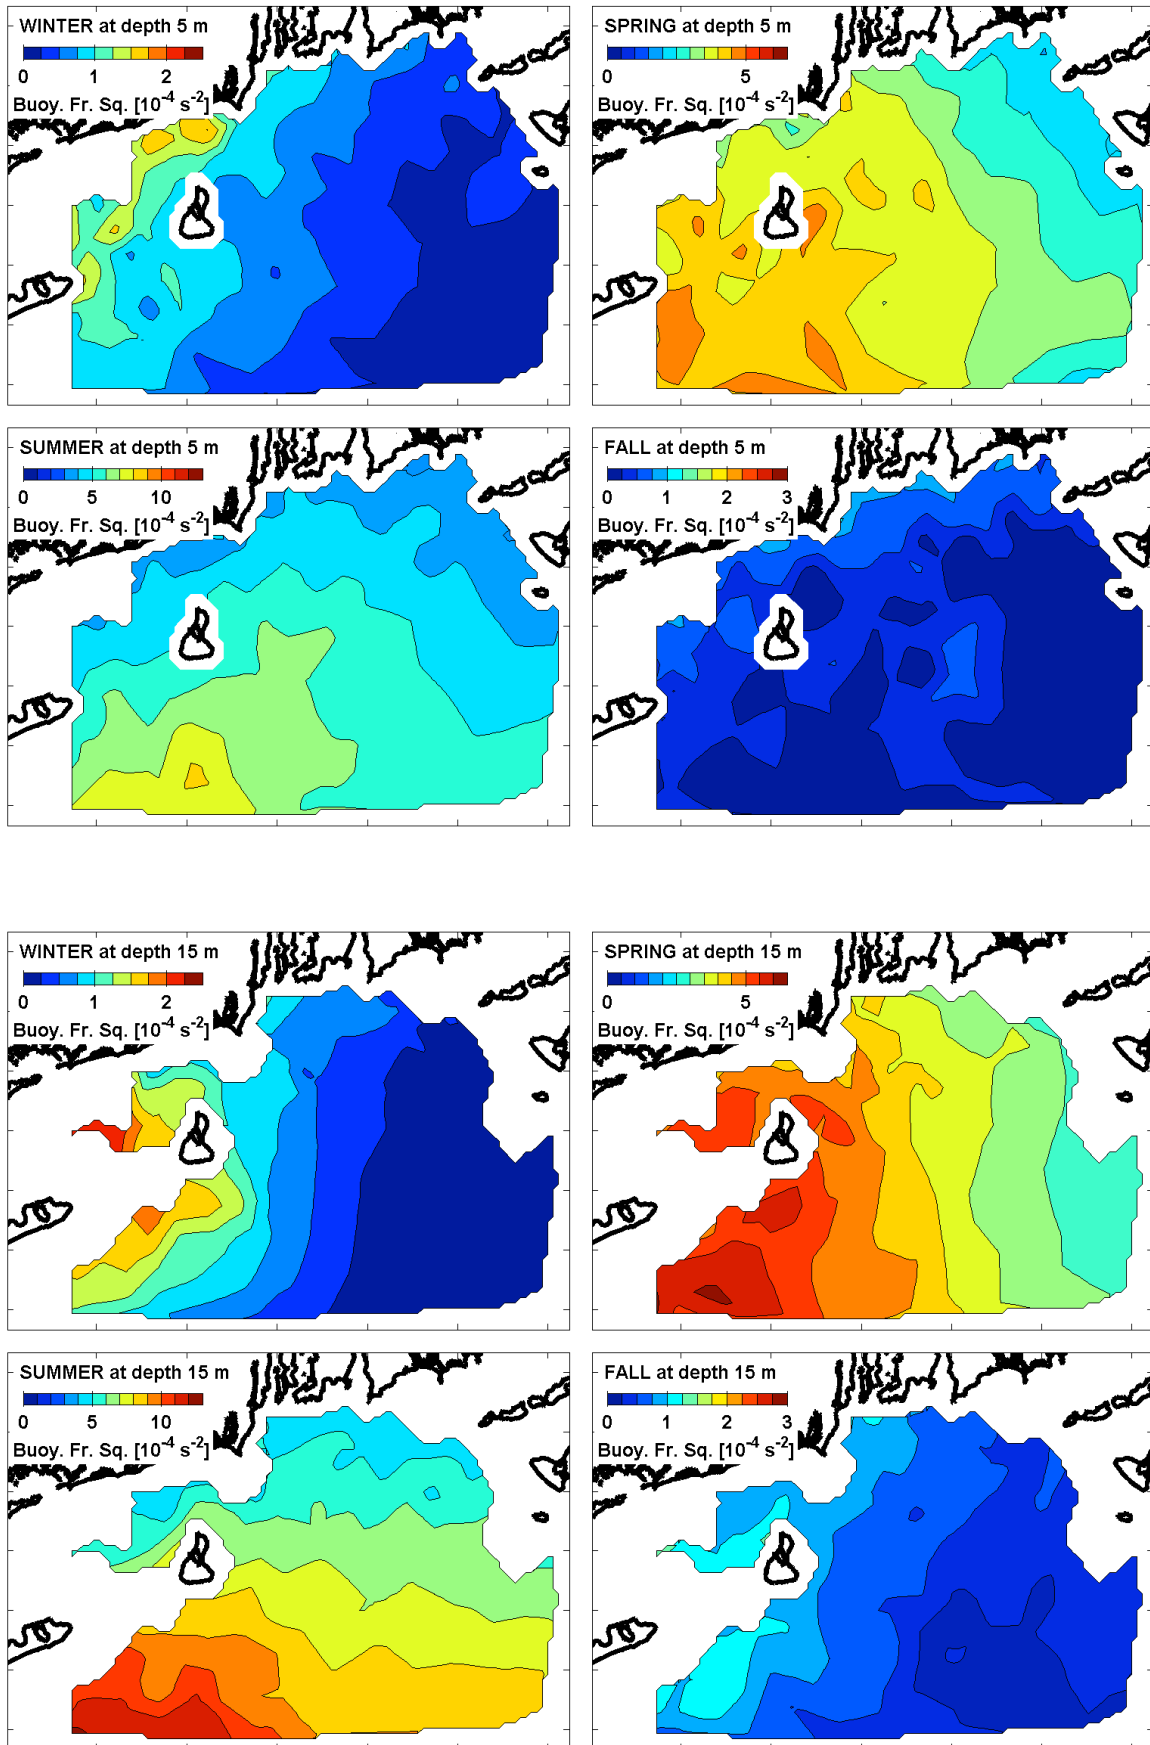 WINTER at depth 5 m
0 1 2
Buoy. Fr. Sq. [10⁻⁴ s⁻²]
SPRING at depth 5 m
0 5
Buoy. Fr. Sq. [10⁻⁴ s⁻²]
SUMMER at depth 5 m
0 5 10
Buoy. Fr. Sq. [10⁻⁴ s⁻²]
FALL at depth 5 m
0 1 2 3
Buoy. Fr. Sq. [10⁻⁴ s⁻²]
WINTER at depth 15 m
0 1 2
Buoy. Fr. Sq. [10⁻⁴ s⁻²]
SPRING at depth 15 m
0 5
Buoy. Fr. Sq. [10⁻⁴ s⁻²]
SUMMER at depth 15 m
0 5 10
Buoy. Fr. Sq. [10⁻⁴ s⁻²]
FALL at depth 15 m
0 1 2 3
Buoy. Fr. Sq. [10⁻⁴ s⁻²]